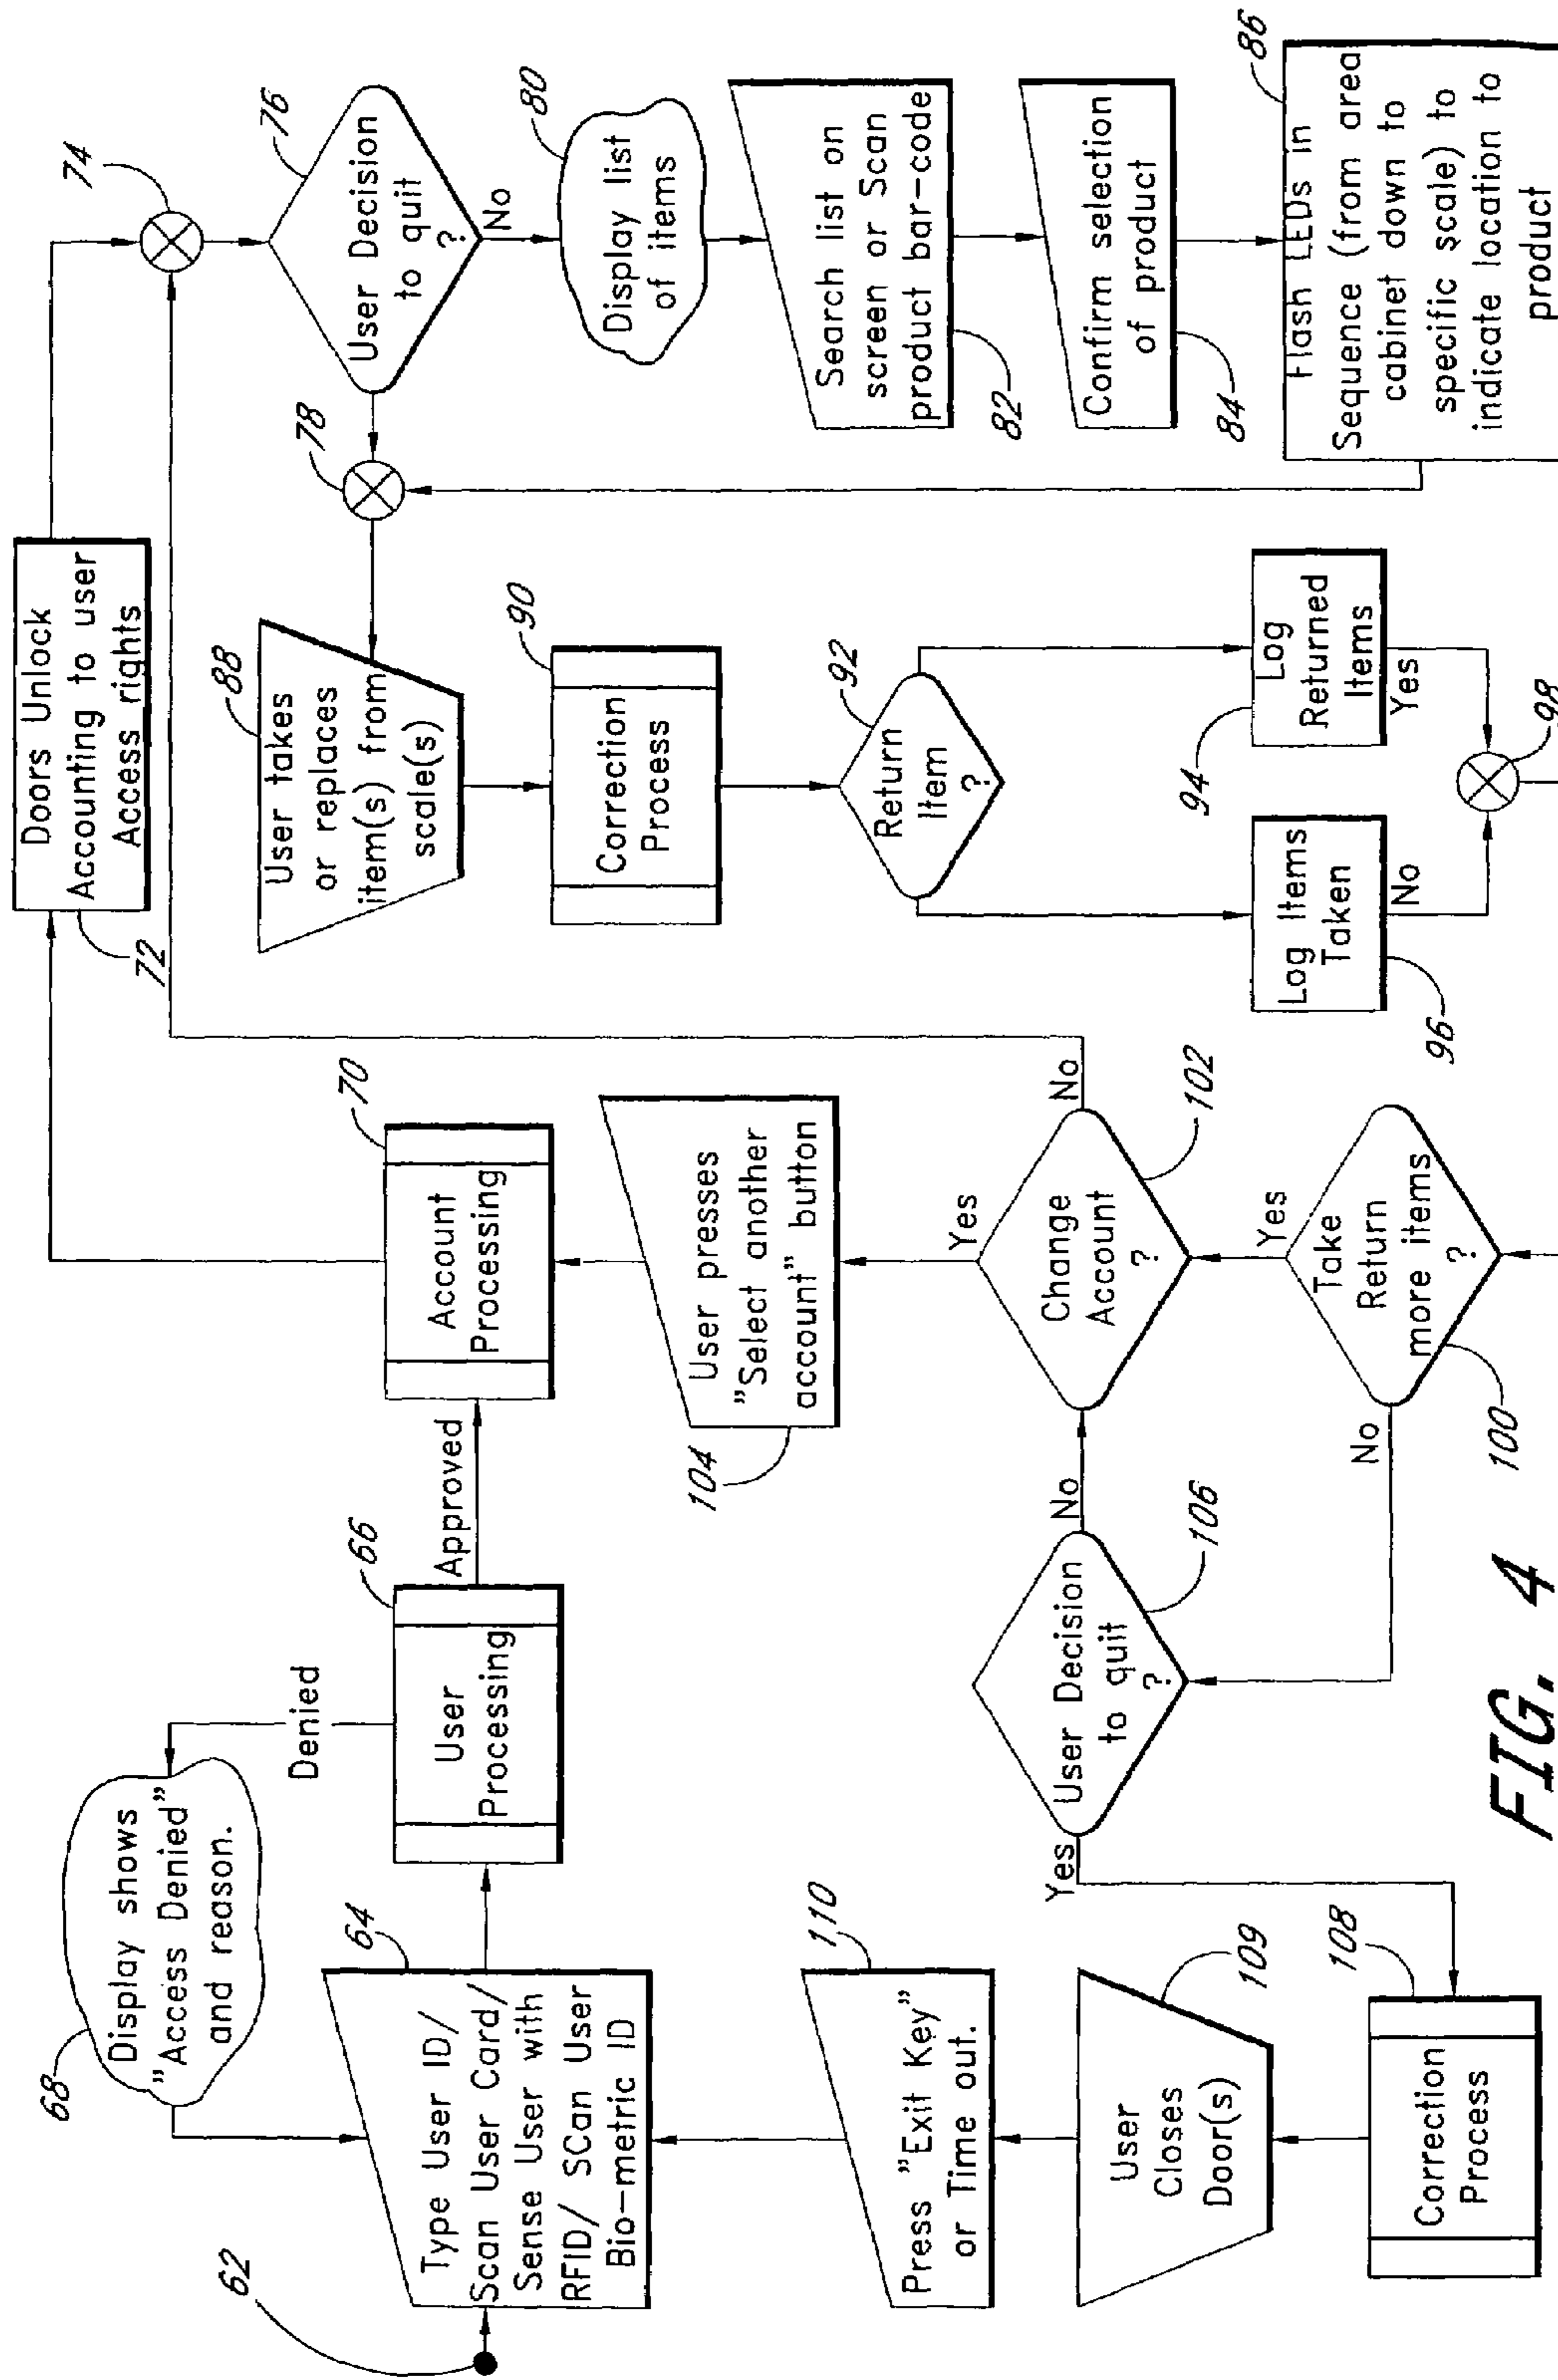 62
Type User ID/
Scan User Card/
Sense User with
RFID/ SCan User
Bio-metric ID
64
Display shows
"Access Denied"
and reason.
68
Denied
User
Processing
66
Approved
Account
Processing
70
Doors Unlock
Accounting to user
Access rights
72
74
User Decision
to quit
?
76
No
78
Display list
of items
80
Search list on
screen or Scan
product bar-code
82
Confirm selection
of product
84
Flash LEDs in
Sequence (from area
cabinet down to
specific scale) to
indicate location to
product
86
User takes
or replaces
item(s) from
scale(s)
88
Correction
Process
90
Return
Item
?
92
Log
Returned
Items
94
Yes
Log Items
Taken
96
No
98
Take
Return
more items
?
100
Yes
No
Change
Account
?
102
No
Yes
User presses
"Select another
account" button
104
User Decision
to quit
?
106
No
Yes
Correction
Process
108
User
Closes
Door(s)
109
Press "Exit Key"
or Time out.
110
FIG. 4